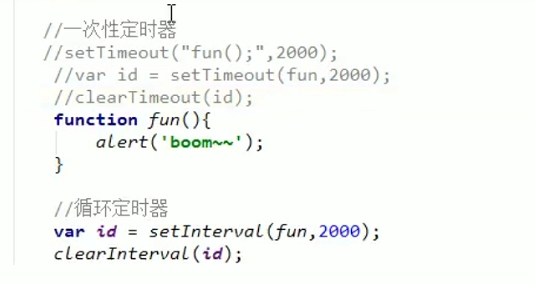 //一次性定时器
//setTimeout("fun();",2000);
//var id = setTimeout(fun,2000);
//clearTimeout(id);
function fun(){
alert('boom~~');
}
//循环定时器
var id = setInterval(fun,2000);
clearInterval(id);